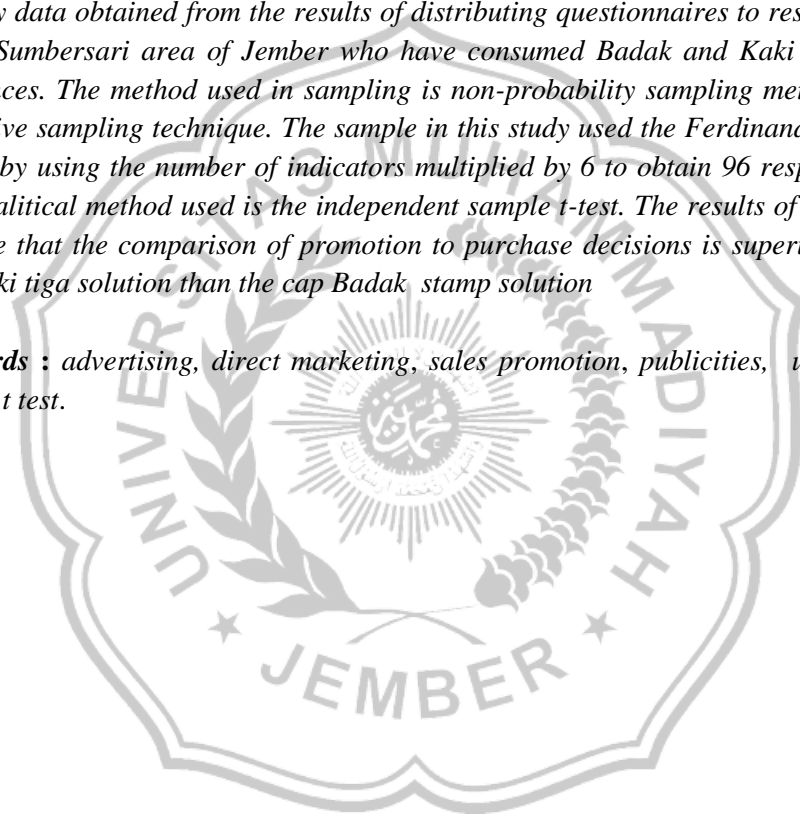 y data obtained from the results of distributing questionnaires to res
Sumbersari area of Jember who have consumed Badak and Kaki
ces. The method used in sampling is non-probability sampling me
ive sampling technique. The sample in this study used the Ferdinan
by using the number of indicators multiplied by 6 to obtain 96 resp
alitical method used is the independent sample t-test. The results of
e that the comparison of promotion to purchase decisions is super
ki tiga solution than the cap Badak stamp solution
rds : advertising, direct marketing, sales promotion, publicities, u
t test.
UNIVERSITAS MUHAMMADIYAH
JEMBER